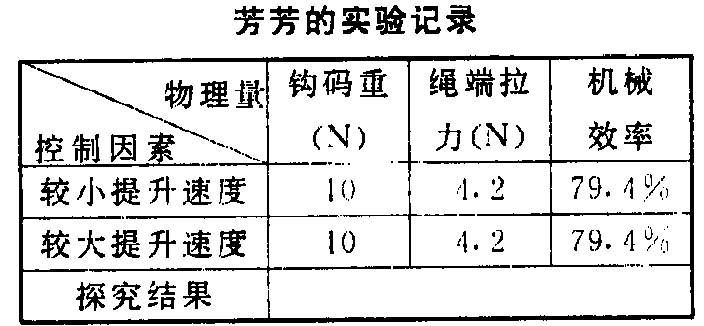 芳芳的实验记录
物理量 钩码重 绳端拉 机械
控制因素 (N) 力(N) 效率
较小提升速度 10 4.2 79.4%
较大提升速度 10 4.2 79.4%
探究结果